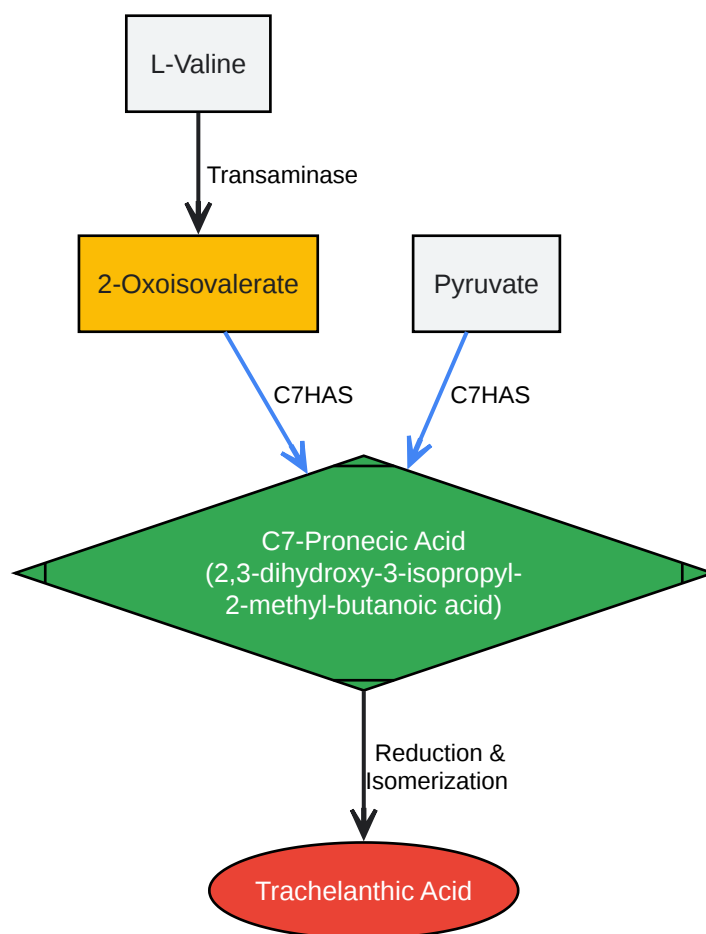 L-Valine
Transaminase
2-Oxoisovalerate
Pyruvate
C7HAS
C7HAS
C7-Pronecic Acid
(2,3-dihydroxy-3-isopropyl-
2-methyl-butanoic acid)
Reduction &
Isomerization
Trachelanthic Acid